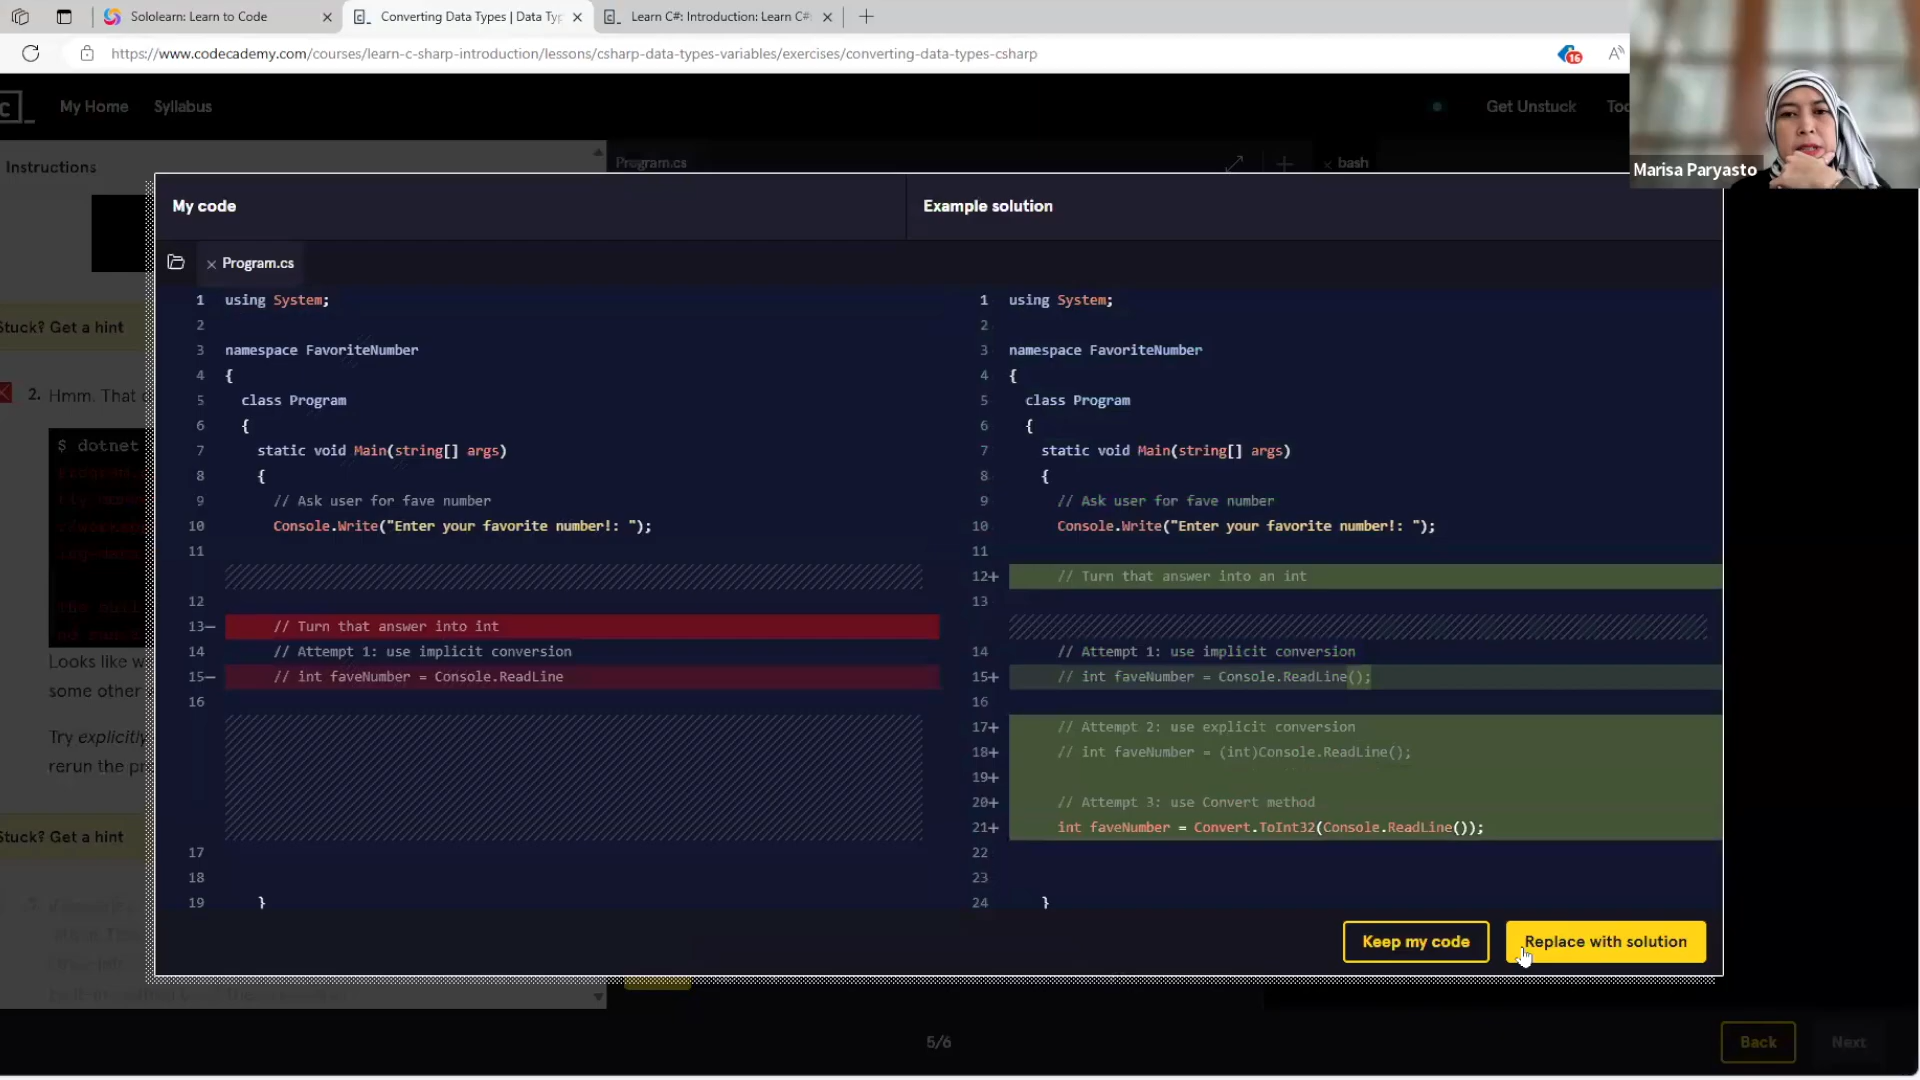 Sololearn: Learn to Code
Converting Data Types | Data Ty
Learn C#: Introduction: Learn C#
https://www.codecademy.com/courses/learn-c-sharp-introduction/lessons/csharp-data-types-variables/exercises/converting-data-types-csharp
16
My Home
Syllabus
Get Unstuck
Marisa Paryasto
Instructions
Program.cs
bash
My code
Example solution
Program.cs
Stuck? Get a hint
2. Hmm. That
$ dotnet
Looks like w
some other
Try explicitly
rerun the pr
Stuck? Get a hint
1 using System;
2
3 namespace FavoriteNumber
4 {
5 class Program
6 {
7 static void Main(string[] args)
8 {
9 // Ask user for fave number
10 Console.Write("Enter your favorite number!: ");
11
12
13— // Turn that answer into int
14 // Attempt 1: use implicit conversion
15— // int faveNumber = Console.ReadLine
16
17
18
19 }
1 using System;
2
3 namespace FavoriteNumber
4 {
5 class Program
6 {
7 static void Main(string[] args)
8 {
9 // Ask user for fave number
10 Console.Write("Enter your favorite number!: ");
11
12+ // Turn that answer into an int
13
14 // Attempt 1: use implicit conversion
15+ // int faveNumber = Console.ReadLine();
16
17+ // Attempt 2: use explicit conversion
18+ // int faveNumber = (int)Console.ReadLine();
19+
20+ // Attempt 3: use Convert method
21+ int faveNumber = Convert.ToInt32(Console.ReadLine());
22
23
24 }
Keep my code
Replace with solution
5/6
Back
Next